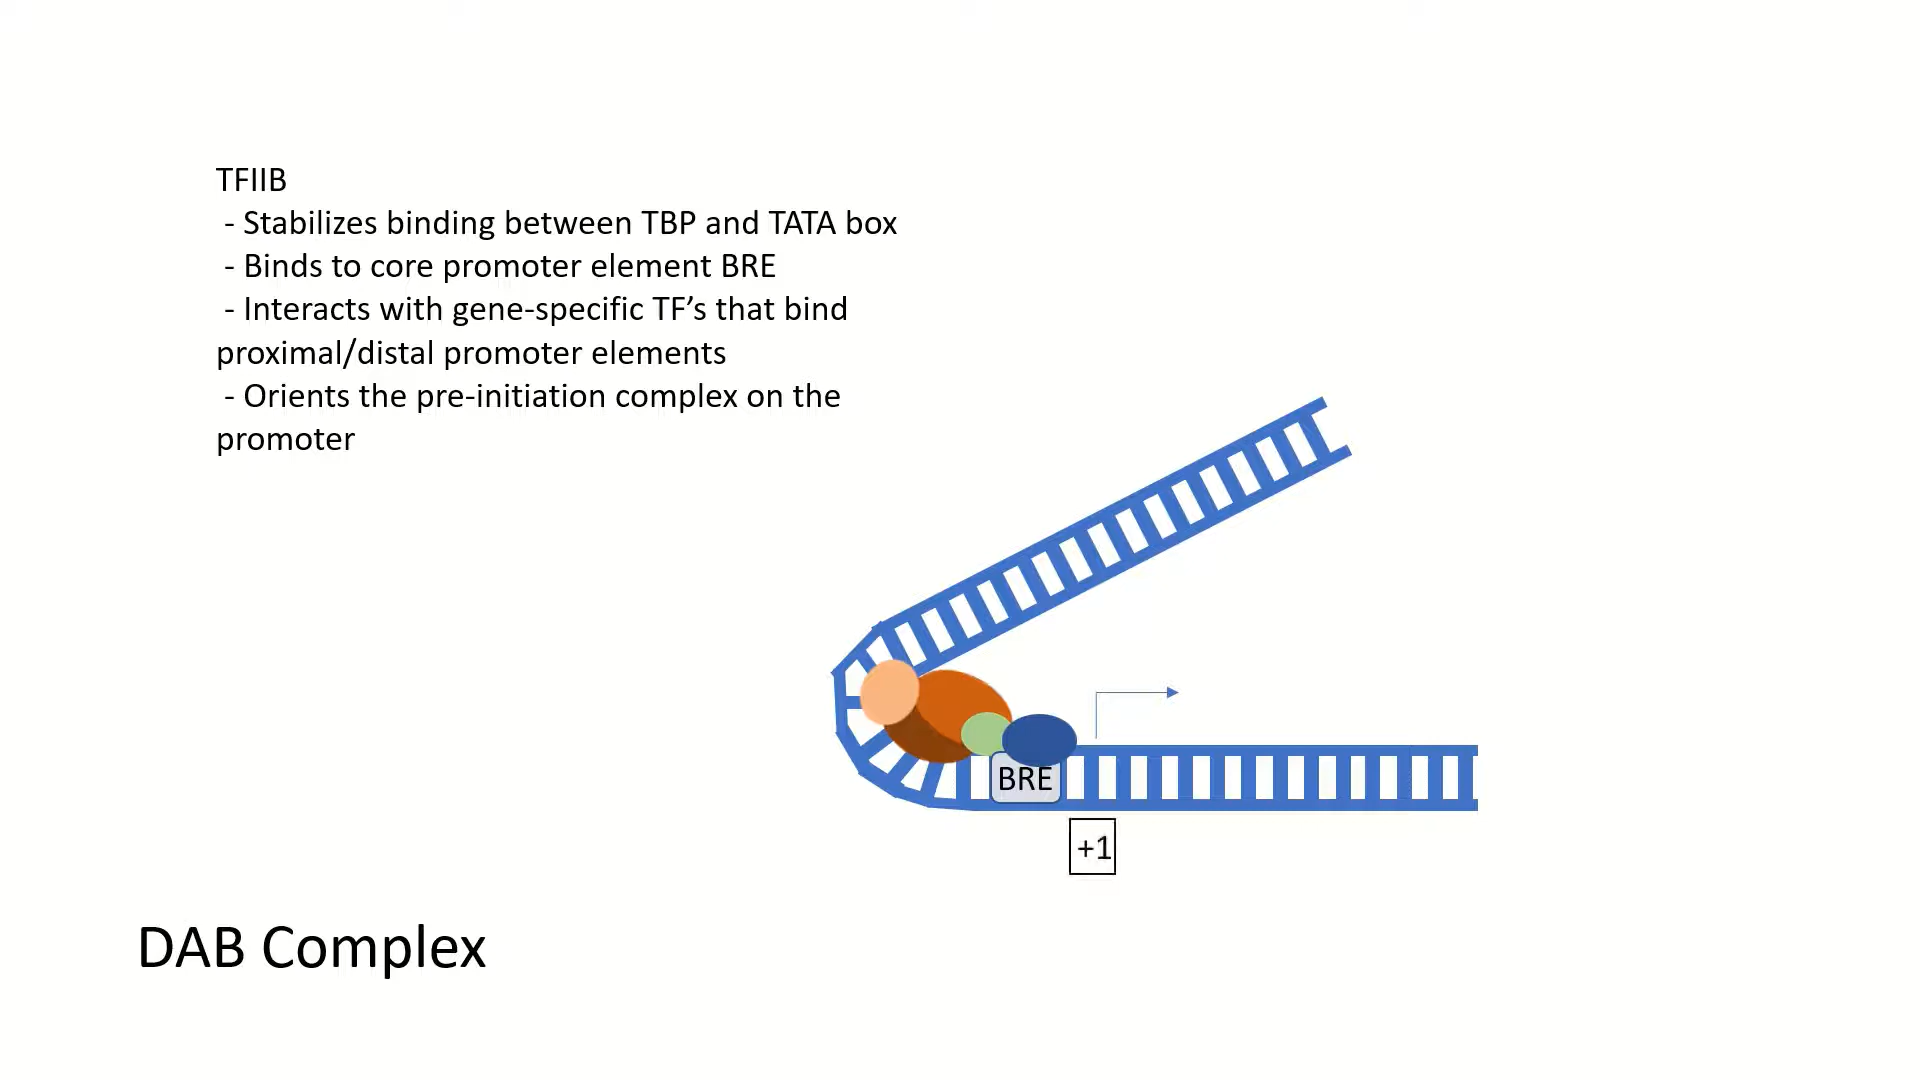 TFIIB
- Stabilizes binding between TBP and TATA box
- Binds to core promoter element BRE
- Interacts with gene-specific TF’s that bind
proximal/distal promoter elements
- Orients the pre-initiation complex on the
promoter
BRE
+1
DAB Complex